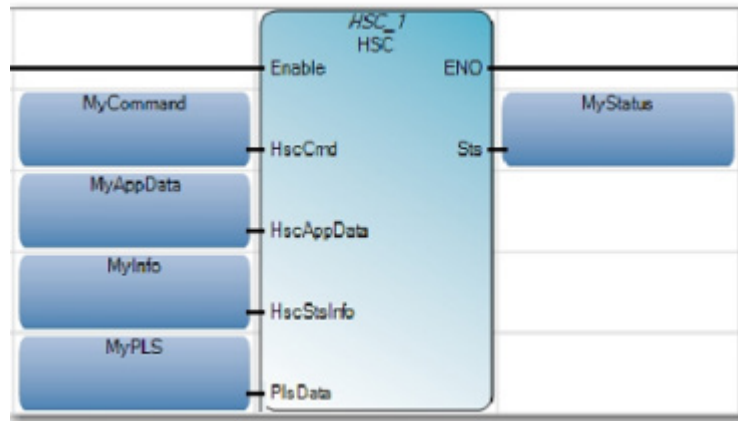 HSC_1
HSC
Enable ENO
MyCommand MyStatus
HscCmd Sts
MyAppData
HscAppData
MyInfo
HscStsInfo
MyPLS
PlsData